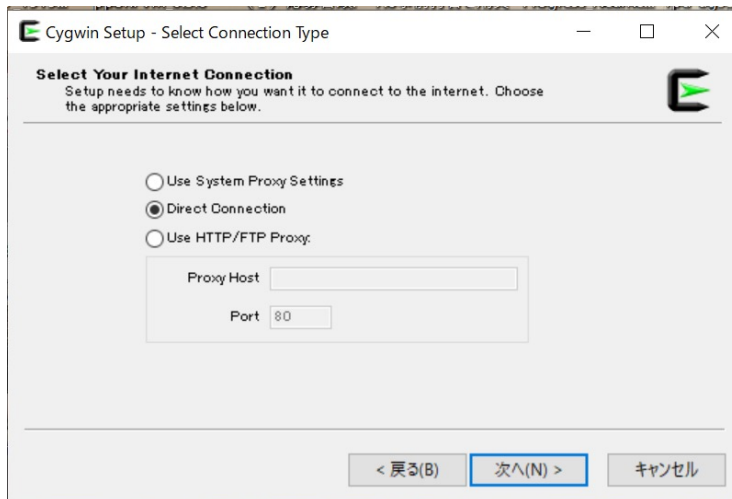 Cygwin Setup - Select Connection Type
Select Your Internet Connection
Setup needs to know how you want it to connect to the internet. Choose
the appropriate settings below.
Use System Proxy Settings
Direct Connection
Use HTTP/FTP Proxy:
Proxy Host
Port 80
< 戻る(B) 次へ(N) > キャンセル